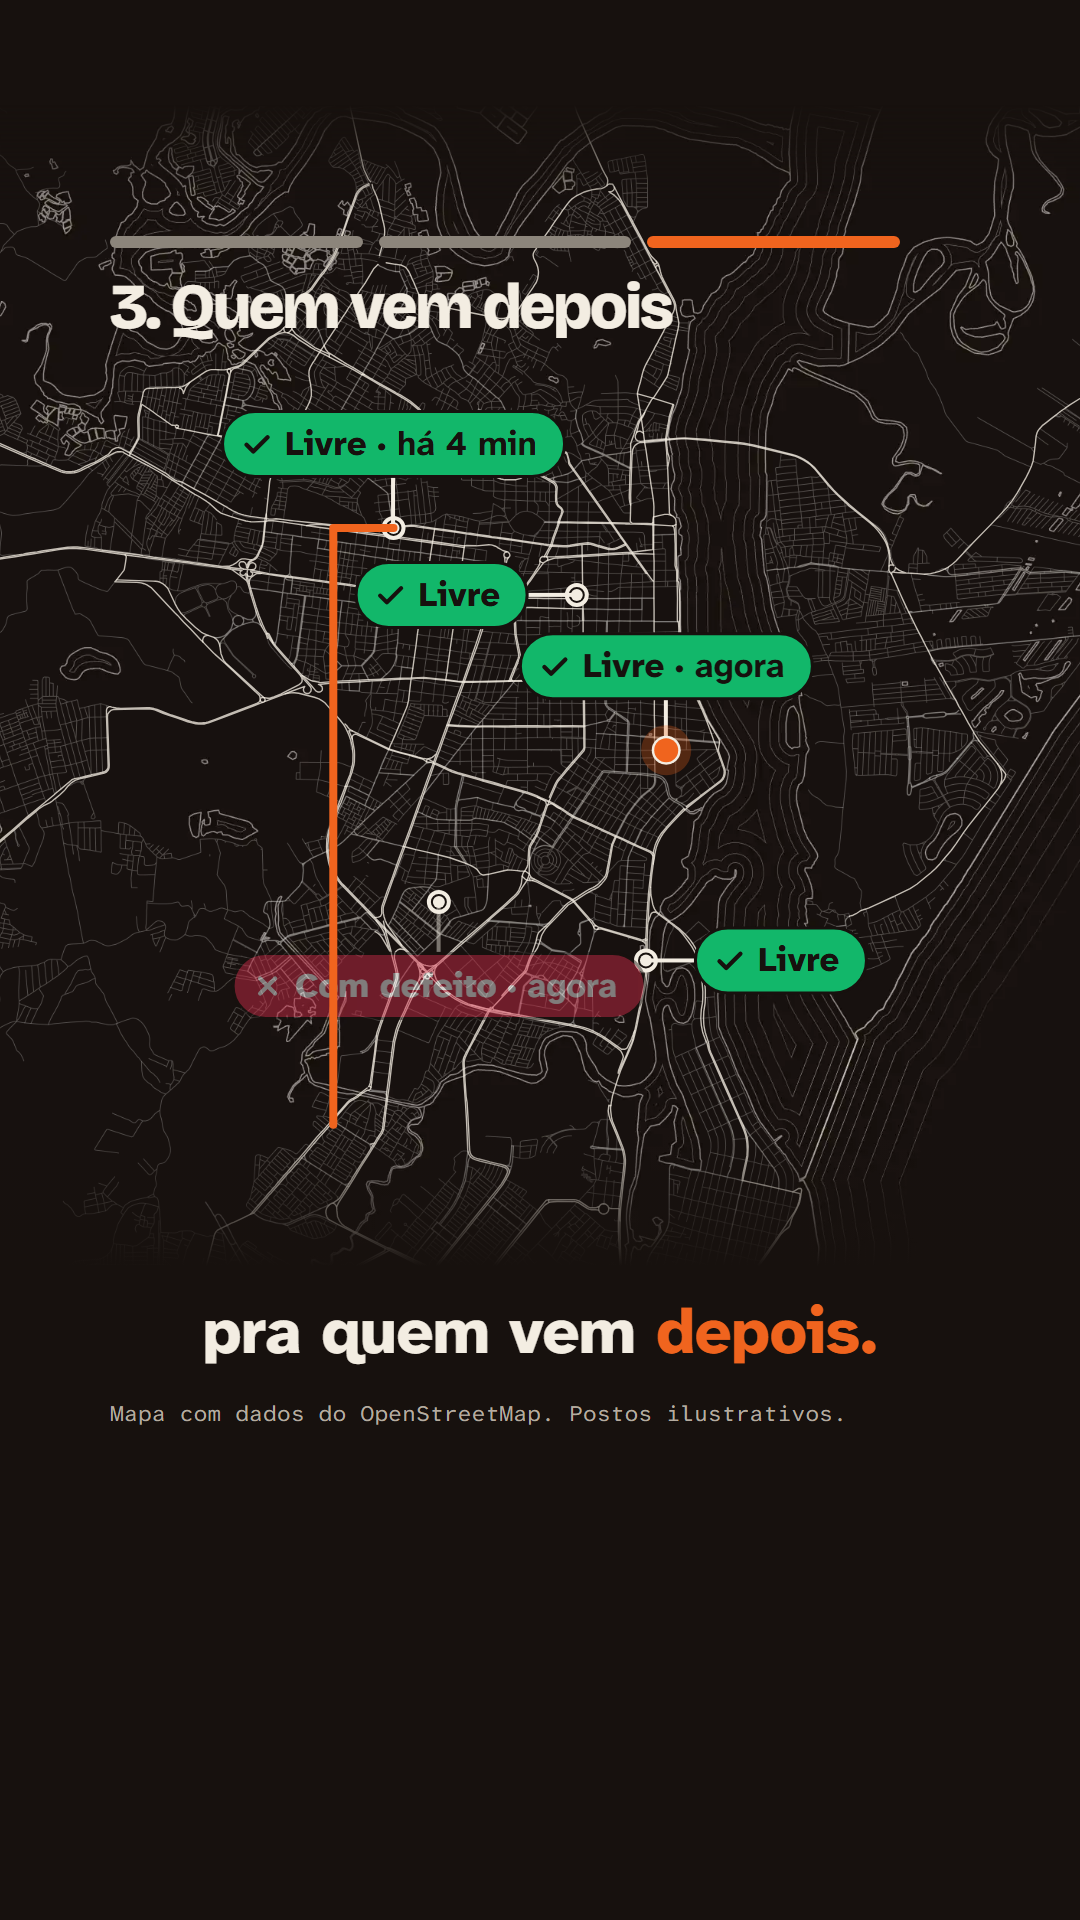 3. Quem vem depois
Livre • há 4 min
Livre
Livre • agora
Livre
Com defeito • agora
pra quem vem depois.
Mapa com dados do OpenStreetMap. Postos ilustrativos.